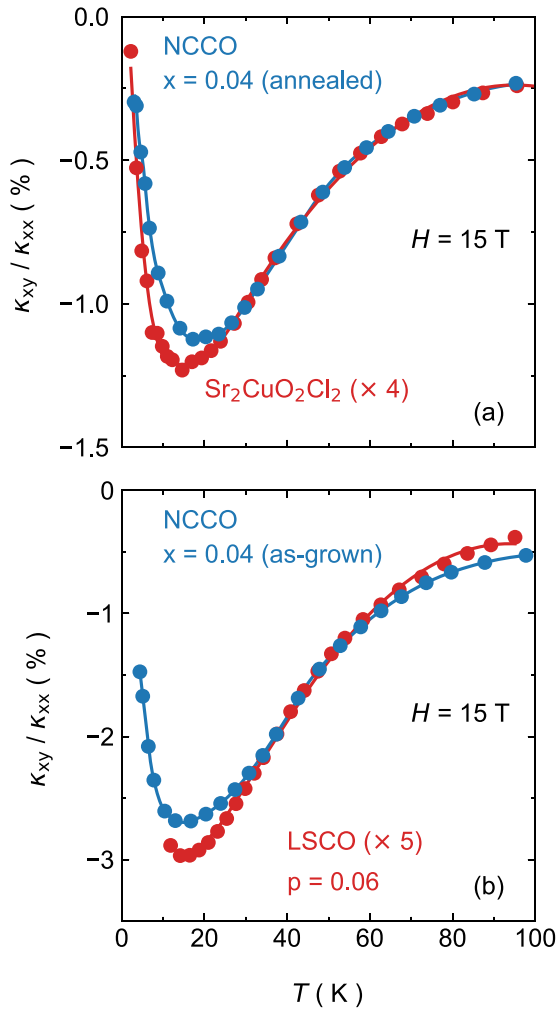 0.0
NCCO
x = 0.04 (annealed)
−0.5
κxy / κxx ( % )
H = 15 T
−1.0
Sr₂CuO₂Cl₂ (× 4)
(a)
−1.5
0
NCCO
x = 0.04 (as-grown)
−1
κxy / κxx ( % )
H = 15 T
−2
LSCO (× 5)
−3
p = 0.06
(b)
0 20 40 60 80 100
T ( K )